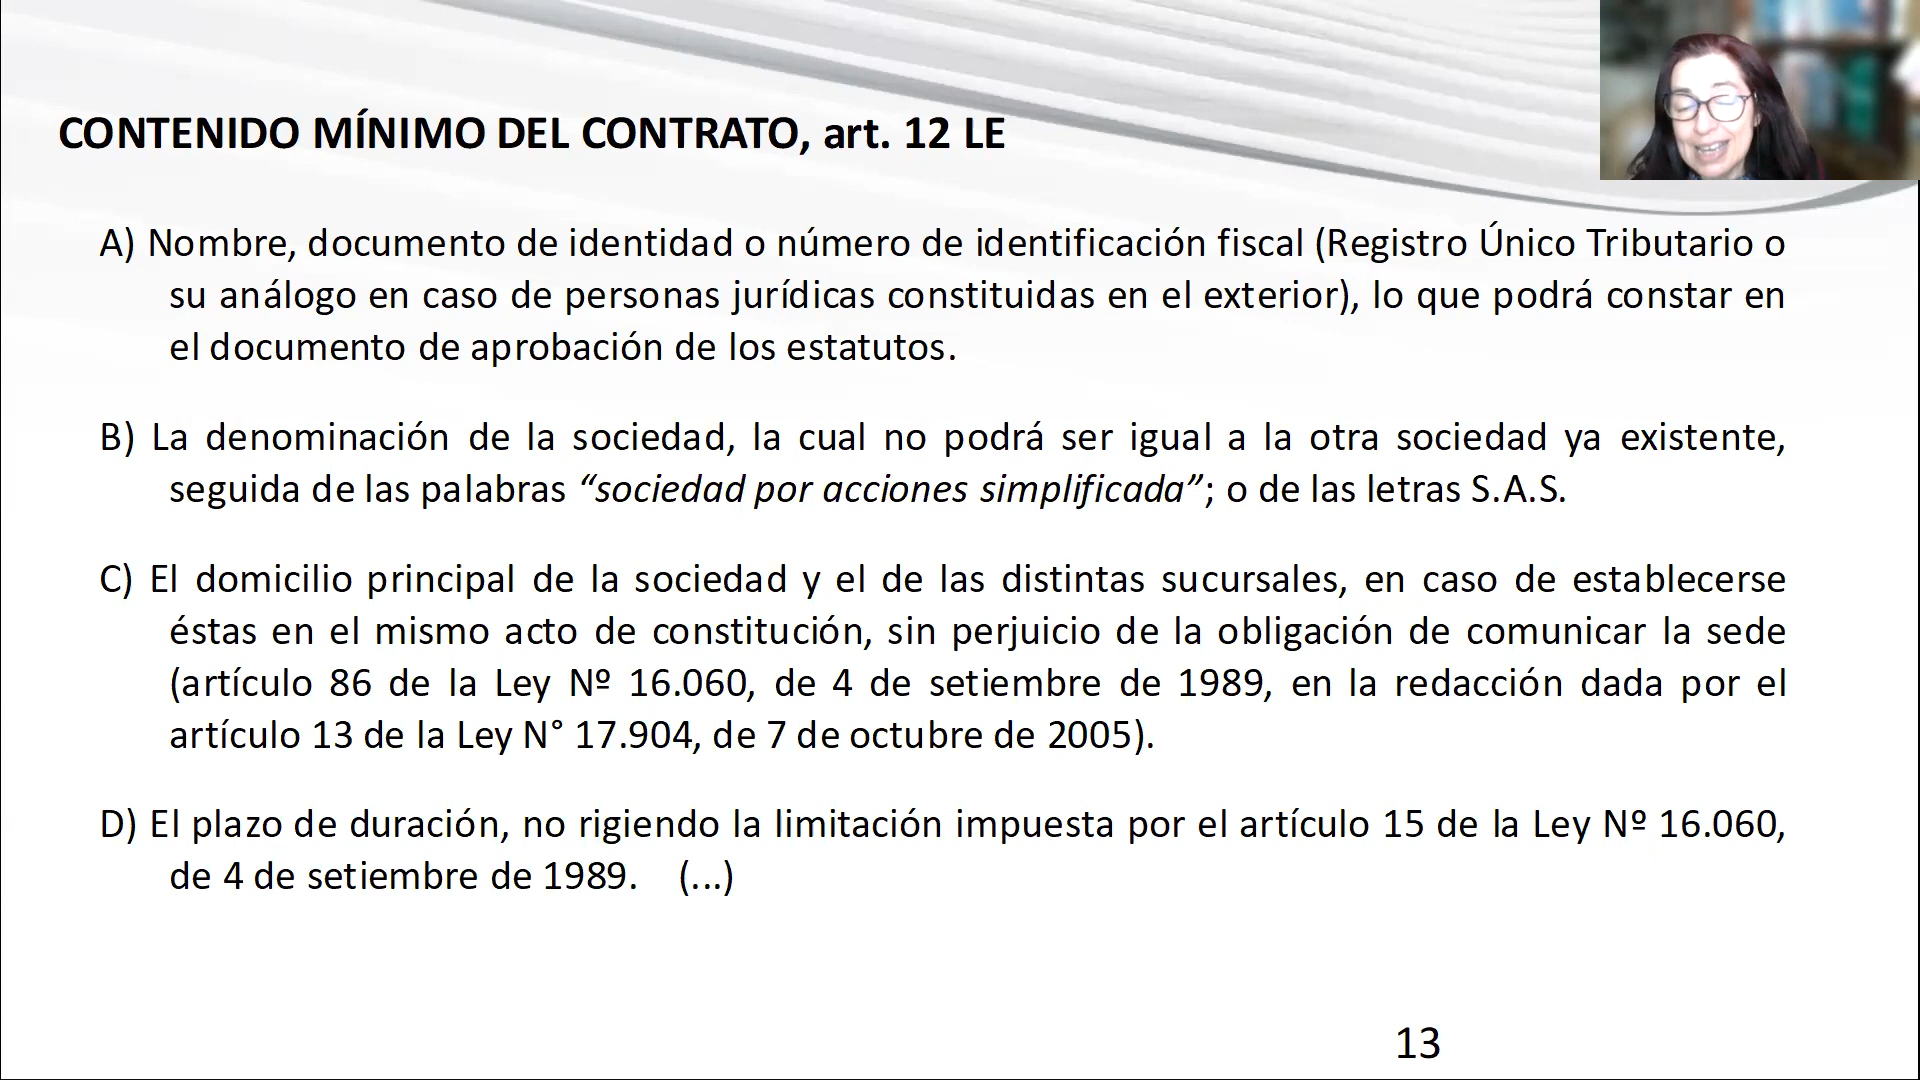 CONTENIDO MÍNIMO DEL CONTRATO, art. 12 LE
A) Nombre, documento de identidad o número de identificación fiscal (Registro Único Tributario o
su análogo en caso de personas jurídicas constituidas en el exterior), lo que podrá constar en
el documento de aprobación de los estatutos.
B) La denominación de la sociedad, la cual no podrá ser igual a la otra sociedad ya existente,
seguida de las palabras “sociedad por acciones simplificada”; o de las letras S.A.S.
C) El domicilio principal de la sociedad y el de las distintas sucursales, en caso de establecerse
éstas en el mismo acto de constitución, sin perjuicio de la obligación de comunicar la sede
(artículo 86 de la Ley Nº 16.060, de 4 de setiembre de 1989, en la redacción dada por el
artículo 13 de la Ley N° 17.904, de 7 de octubre de 2005).
D) El plazo de duración, no rigiendo la limitación impuesta por el artículo 15 de la Ley Nº 16.060,
de 4 de setiembre de 1989. (...)
13